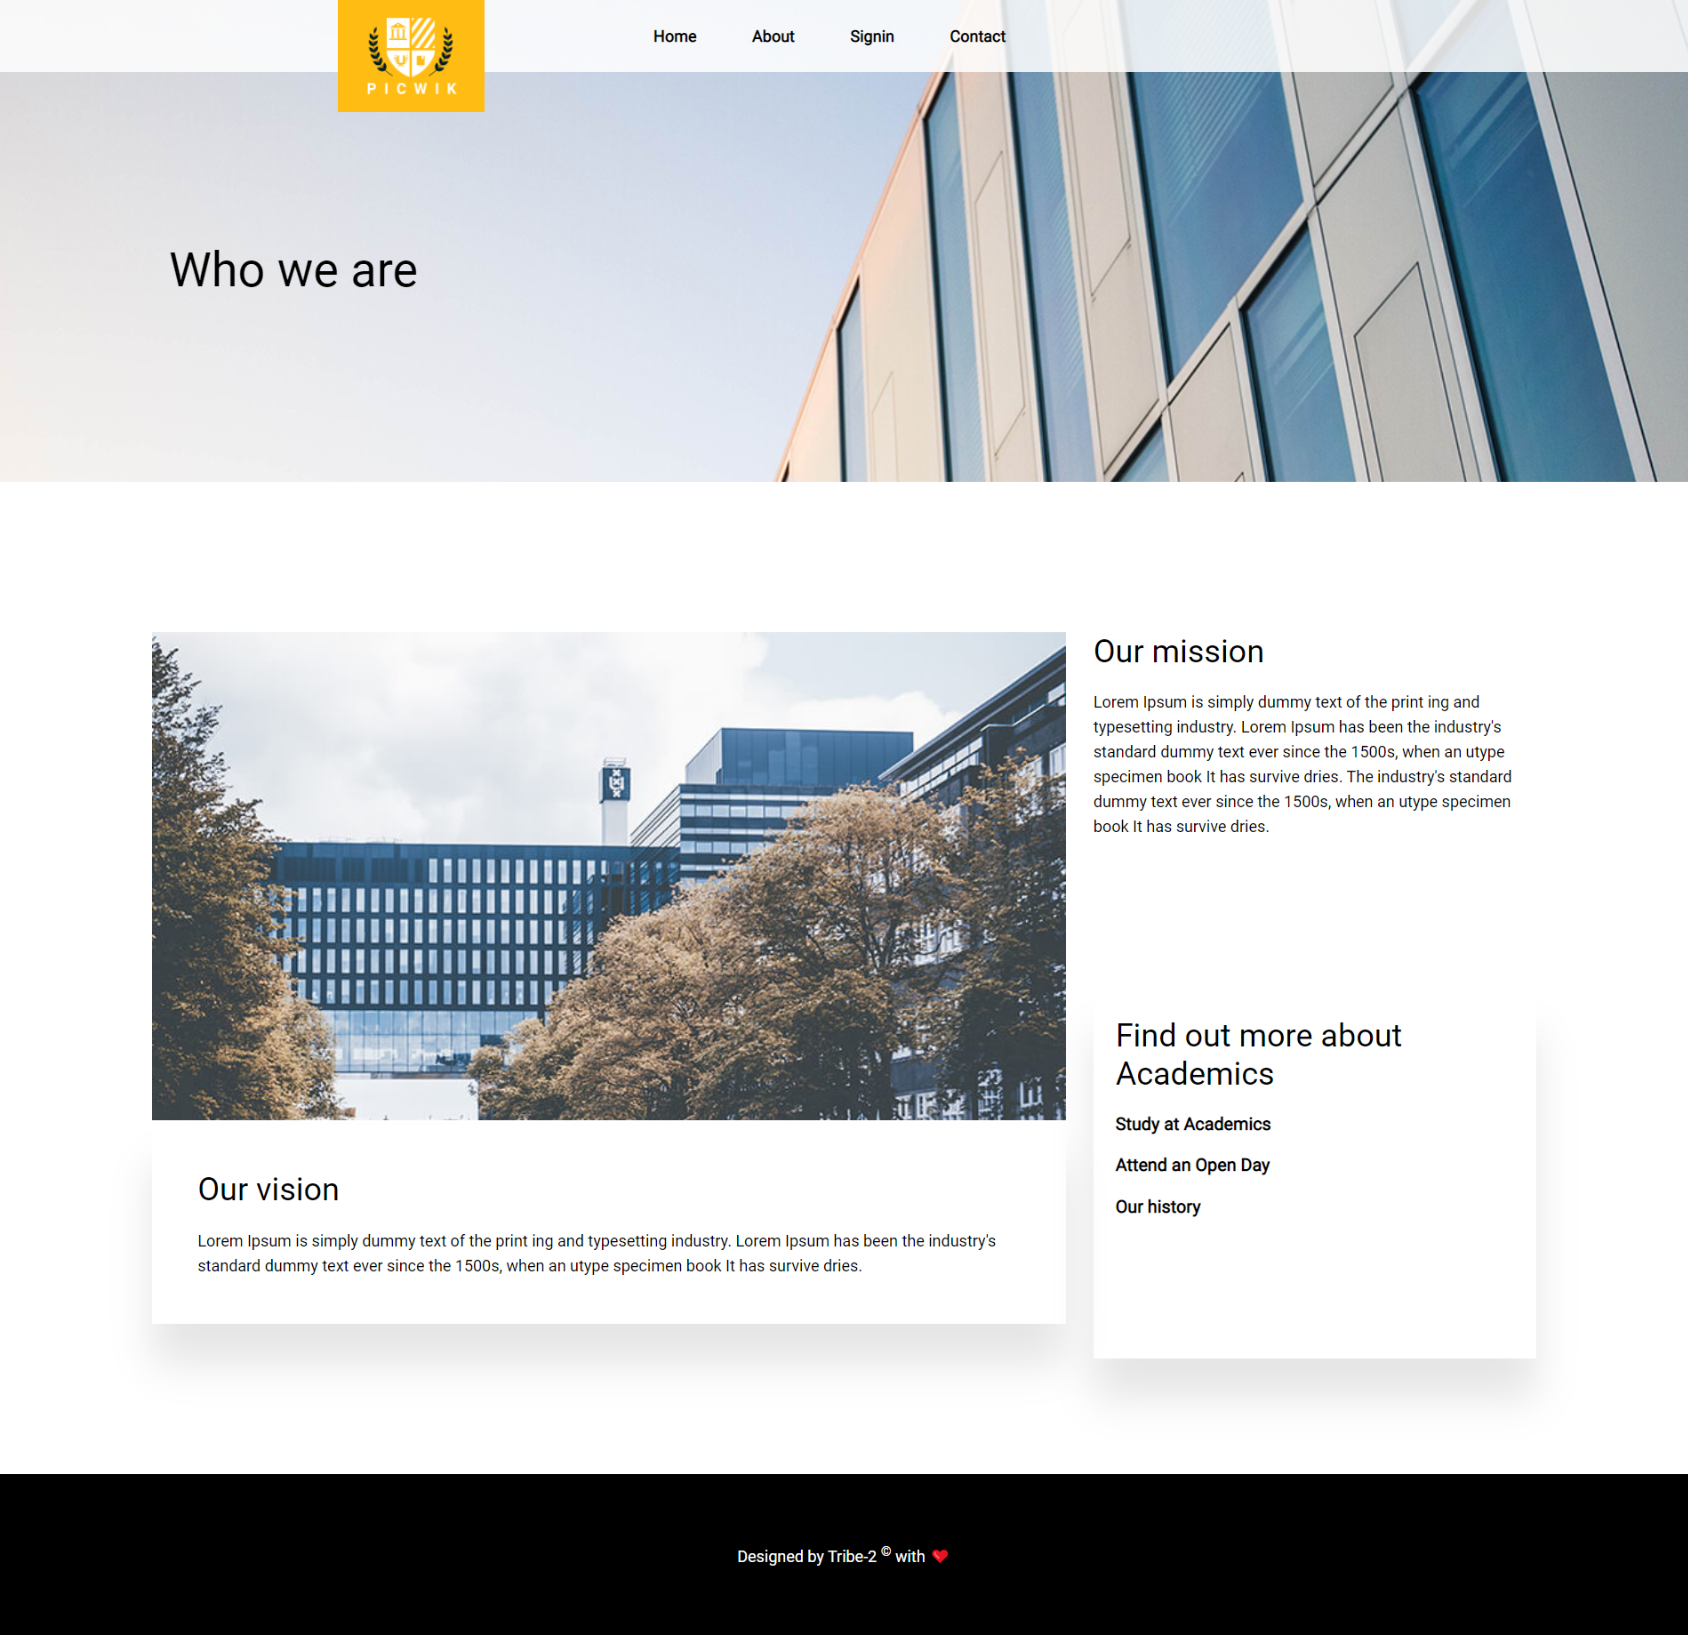 PICWIK
Home About Signin Contact
Who we are
Our mission
Lorem Ipsum is simply dummy text of the print ing and
typesetting industry. Lorem Ipsum has been the industry's
standard dummy text ever since the 1500s, when an utype
specimen book It has survive dries. The industry's standard
dummy text ever since the 1500s, when an utype specimen
book It has survive dries.
Find out more about
Academics
Study at Academics
Attend an Open Day
Our history
Our vision
Lorem Ipsum is simply dummy text of the print ing and typesetting industry. Lorem Ipsum has been the industry's
standard dummy text ever since the 1500s, when an utype specimen book It has survive dries.
Designed by Tribe-2 © with ❤